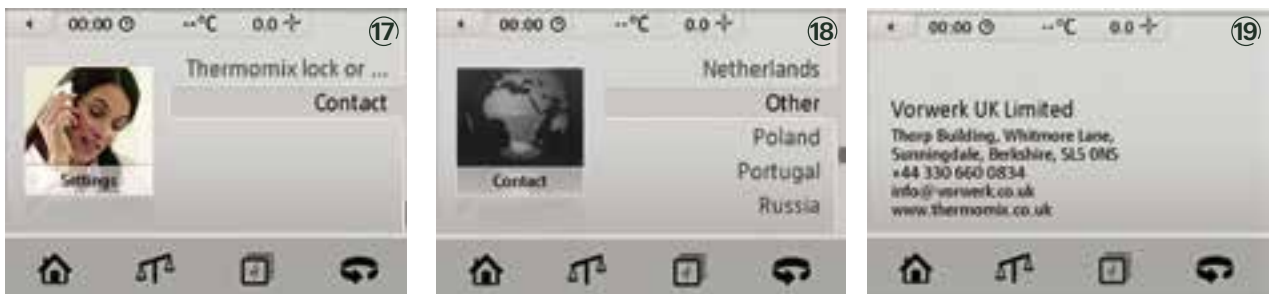 00:00 --°C 0.0 17
Thermomix lock or ...
Contact
Settings
00:00 --°C 0.0 18
Netherlands
Other
Poland
Portugal
Russia
Contact
00:00 --°C 0.0 19
Vorwerk UK Limited
Thorp Building, Whitmore Lane,
Sunningdale, Berkshire, SL5 0NS
+44 330 660 0834
info@vorwerk.co.uk
www.thermomix.co.uk